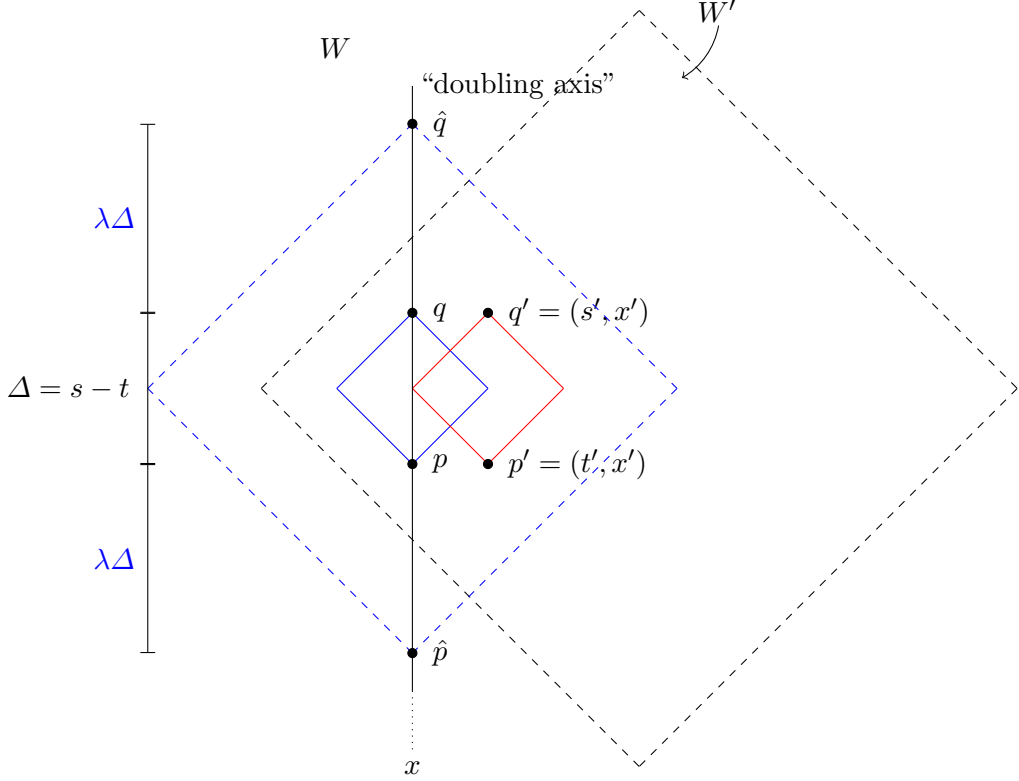 W′
W
“doubling axis”
q̂
λΔ
q
q′ = (s′, x′)
Δ = s − t
p
p′ = (t′, x′)
λΔ
p̂
x